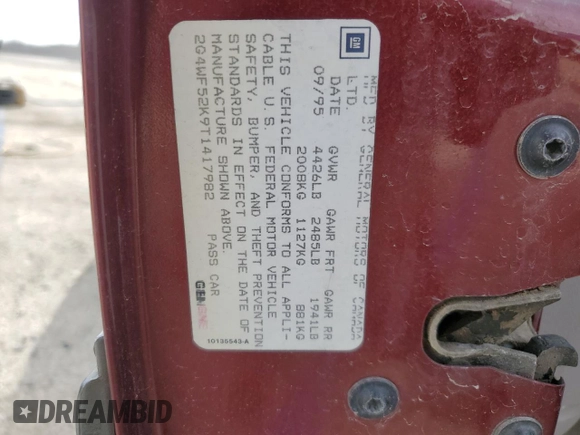 GM
MFD BY GENERAL MOTORS OF CANADA
LTD.
DATE GVWR GAWR FRT GAWR RR
09/95 4426LB 2485LB 1941LB
2008KG 1127KG 881KG
THIS VEHICLE CONFORMS TO ALL APPLI-
CABLE U.S. FEDERAL MOTOR VEHICLE
SAFETY, BUMPER, AND THEFT PREVENTION
STANDARDS IN EFFECT ON THE DATE OF
MANUFACTURE SHOWN ABOVE.
2G4WF52K9T1417982 PASS CAR
10135543-A
DREAMBID